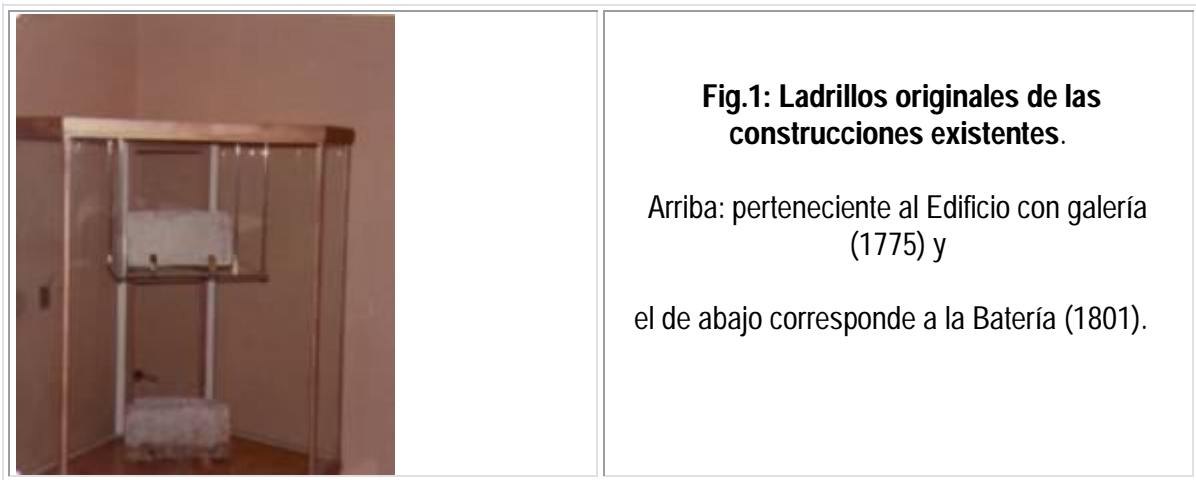 Fig.1: Ladrillos originales de las
construcciones existentes.
Arriba: perteneciente al Edificio con galería
(1775) y
el de abajo corresponde a la Batería (1801).